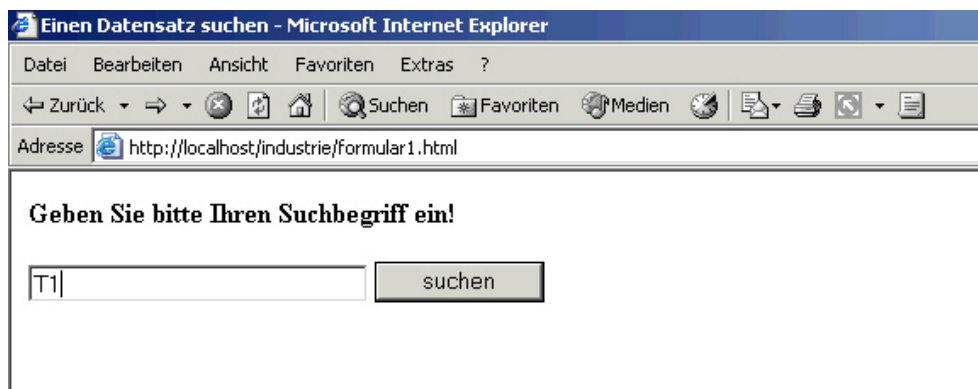 Einen Datensatz suchen - Microsoft Internet Explorer
Datei Bearbeiten Ansicht Favoriten Extras ?
Zurück Suchen Favoriten Medien
Adresse http://localhost/industrie/formular1.html
Geben Sie bitte Ihren Suchbegriff ein!
T1 suchen